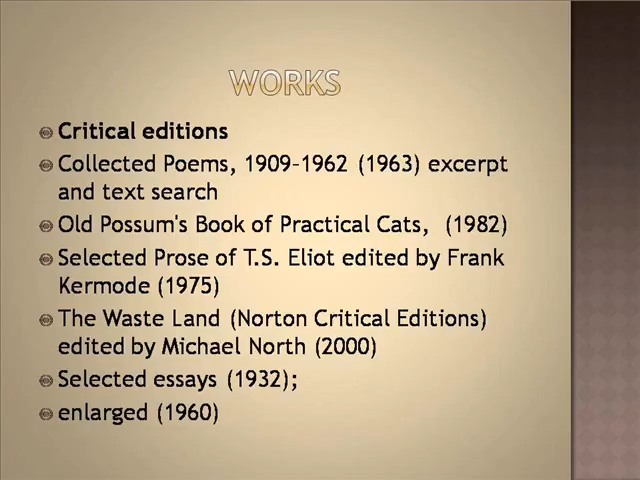 WORKS
Critical editions
Collected Poems, 1909–1962 (1963) excerpt
and text search
Old Possum's Book of Practical Cats,  (1982)
Selected Prose of T.S. Eliot edited by Frank
Kermode (1975)
The Waste Land (Norton Critical Editions)
edited by Michael North (2000)
Selected essays (1932);
enlarged (1960)